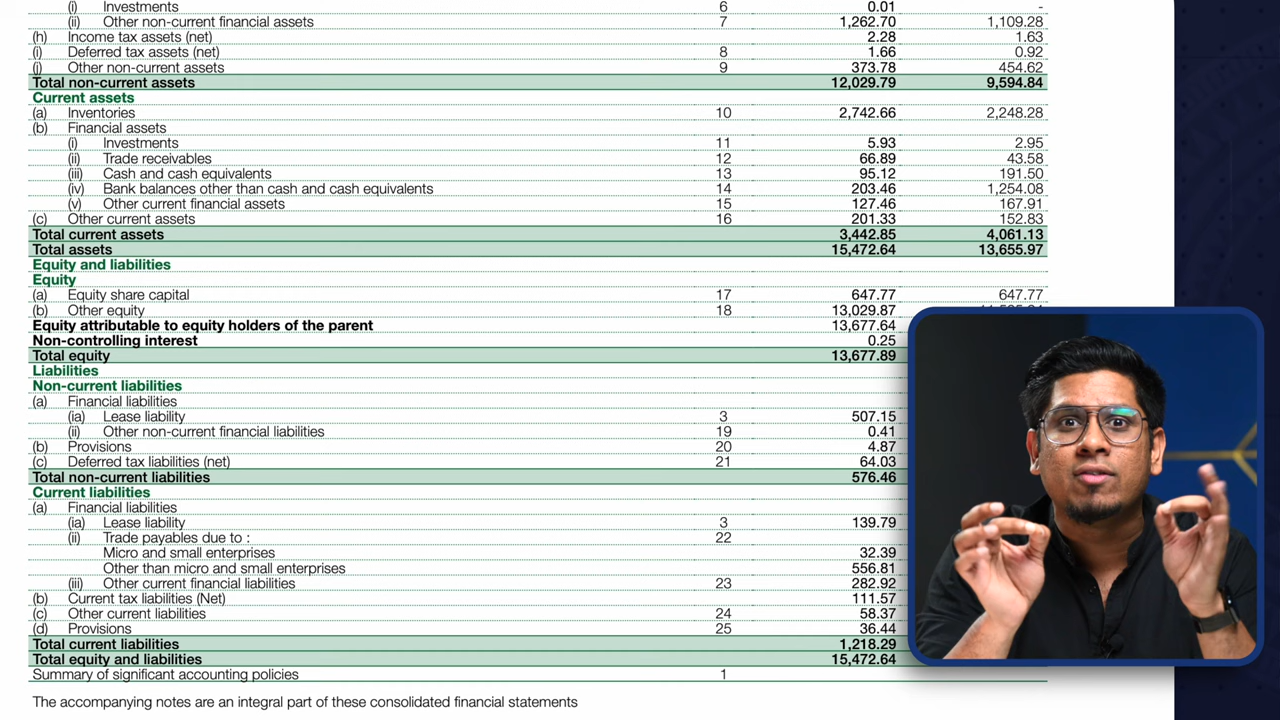 (i) Investments 6 0.01 -
(ii) Other non-current financial assets 7 1,262.70 1,109.28
(h) Income tax assets (net) 2.28 1.63
(i) Deferred tax assets (net) 8 1.66 0.92
(j) Other non-current assets 9 373.78 454.62
Total non-current assets 12,029.79 9,594.84
Current assets
(a) Inventories 10 2,742.66 2,248.28
(b) Financial assets
(i) Investments 11 5.93 2.95
(ii) Trade receivables 12 66.89 43.58
(iii) Cash and cash equivalents 13 95.12 191.50
(iv) Bank balances other than cash and cash equivalents 14 203.46 1,254.08
(v) Other current financial assets 15 127.46 167.91
(c) Other current assets 16 201.33 152.83
Total current assets 3,442.85 4,061.13
Total assets 15,472.64 13,655.97
Equity and liabilities
Equity
(a) Equity share capital 17 647.77 647.77
(b) Other equity 18 13,029.87
Equity attributable to equity holders of the parent 13,677.64
Non-controlling interest 0.25
Total equity 13,677.89
Liabilities
Non-current liabilities
(a) Financial liabilities
(ia) Lease liability 3 507.15
(ii) Other non-current financial liabilities 19 0.41
(b) Provisions 20 4.87
(c) Deferred tax liabilities (net) 21 64.03
Total non-current liabilities 576.46
Current liabilities
(a) Financial liabilities
(ia) Lease liability 3 139.79
(ii) Trade payables due to : 22
Micro and small enterprises 32.39
Other than micro and small enterprises 556.81
(iii) Other current financial liabilities 23 282.92
(b) Current tax liabilities (Net) 111.57
(c) Other current liabilities 24 58.37
(d) Provisions 25 36.44
Total current liabilities 1,218.29
Total equity and liabilities 15,472.64
Summary of significant accounting policies 1
The accompanying notes are an integral part of these consolidated financial statements